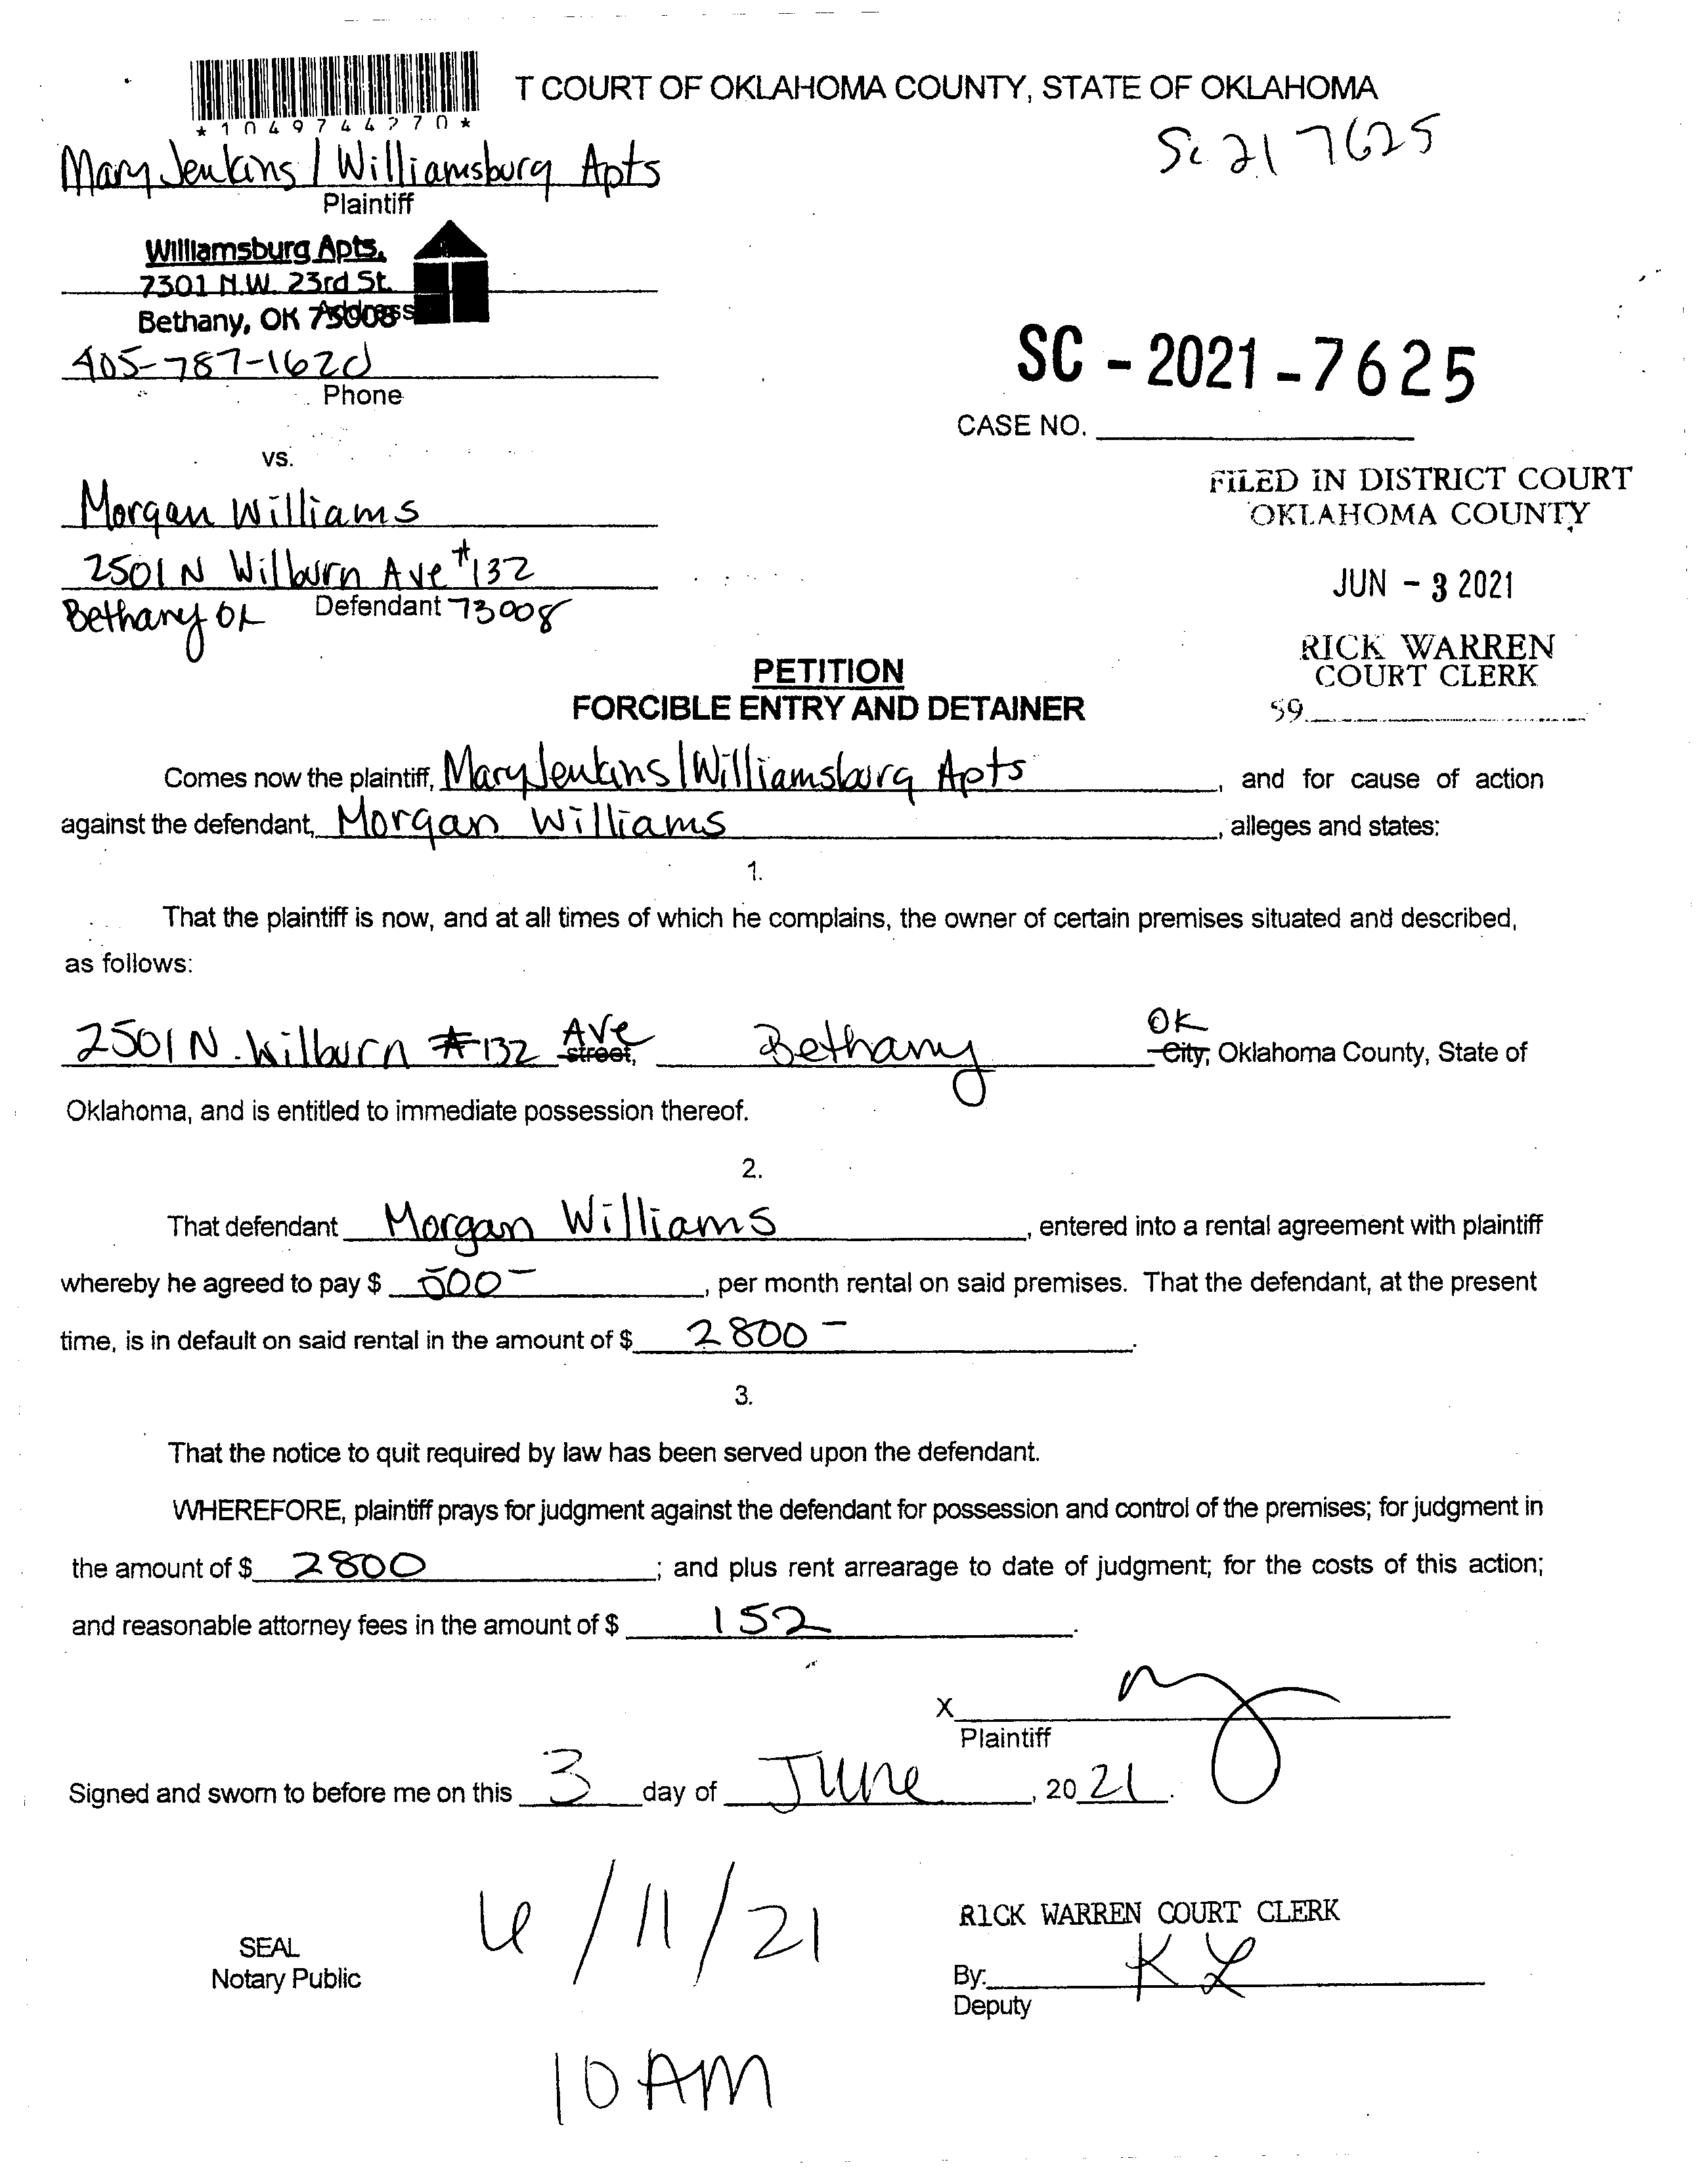 T COURT OF OKLAHOMA COUNTY, STATE OF OKLAHOMA
*1049744270*
Sc 21 7625
Mary Jenkins / Williamsburg Apts
Plaintiff
Williamsburg Apts.
7301 N.W. 23rd St.
Bethany, OK 73008
Address
405-787-1620
Phone
SC - 2021 - 7625
CASE NO.
vs.
FILED IN DISTRICT COURT
OKLAHOMA COUNTY
Morgan Williams
2501 N Wilburn Ave #132
Bethany OK Defendant 73008
JUN - 3 2021
RICK WARREN
COURT CLERK
59
PETITION
FORCIBLE ENTRY AND DETAINER
Comes now the plaintiff, Mary Jenkins / Williamsburg Apts, and for cause of action
against the defendant, Morgan Williams, alleges and states:
1.
That the plaintiff is now, and at all times of which he complains, the owner of certain premises situated and described,
as follows:
2501 N. Wilburn #132 Ave street, Bethany OK City, Oklahoma County, State of
Oklahoma, and is entitled to immediate possession thereof.
2.
That defendant Morgan Williams, entered into a rental agreement with plaintiff
whereby he agreed to pay $ 500-, per month rental on said premises. That the defendant, at the present
time, is in default on said rental in the amount of $ 2800-.
3.
That the notice to quit required by law has been served upon the defendant.
WHEREFORE, plaintiff prays for judgment against the defendant for possession and control of the premises; for judgment in
the amount of $ 2800; and plus rent arrearage to date of judgment; for the costs of this action;
and reasonable attorney fees in the amount of $ 152.
X
Plaintiff
Signed and sworn to before me on this 3 day of June, 2021.
6/11/21
SEAL
Notary Public
RICK WARREN COURT CLERK
By: KL
Deputy
10 AM